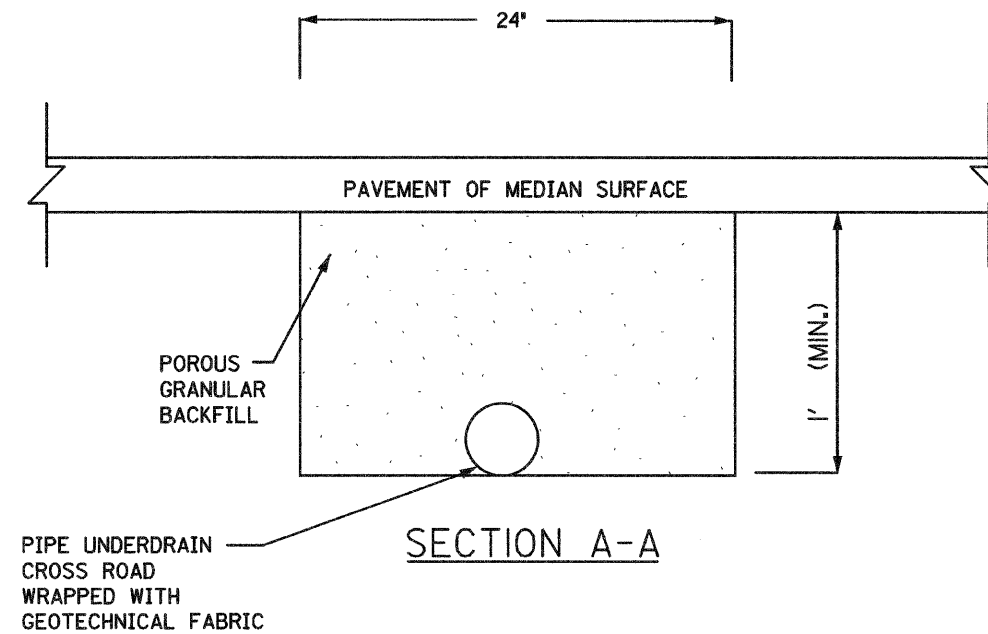 24"
PAVEMENT OF MEDIAN SURFACE
POROUS
GRANULAR
BACKFILL
1' (MIN.)
PIPE UNDERDRAIN
CROSS ROAD
WRAPPED WITH
GEOTECHNICAL FABRIC
SECTION A-A